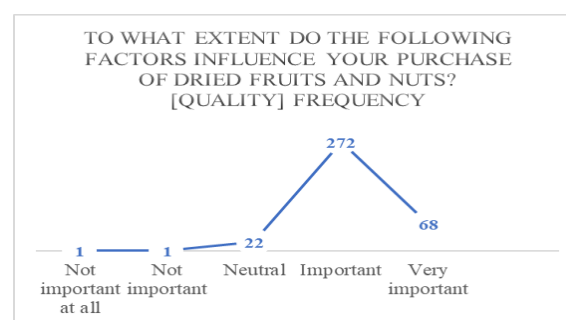 TO WHAT EXTENT DO THE FOLLOWING
FACTORS INFLUENCE YOUR PURCHASE
OF DRIED FRUITS AND NUTS?
[QUALITY] FREQUENCY
272
68
22
1
1
Not important at all
Not important
Neutral
Important
Very important